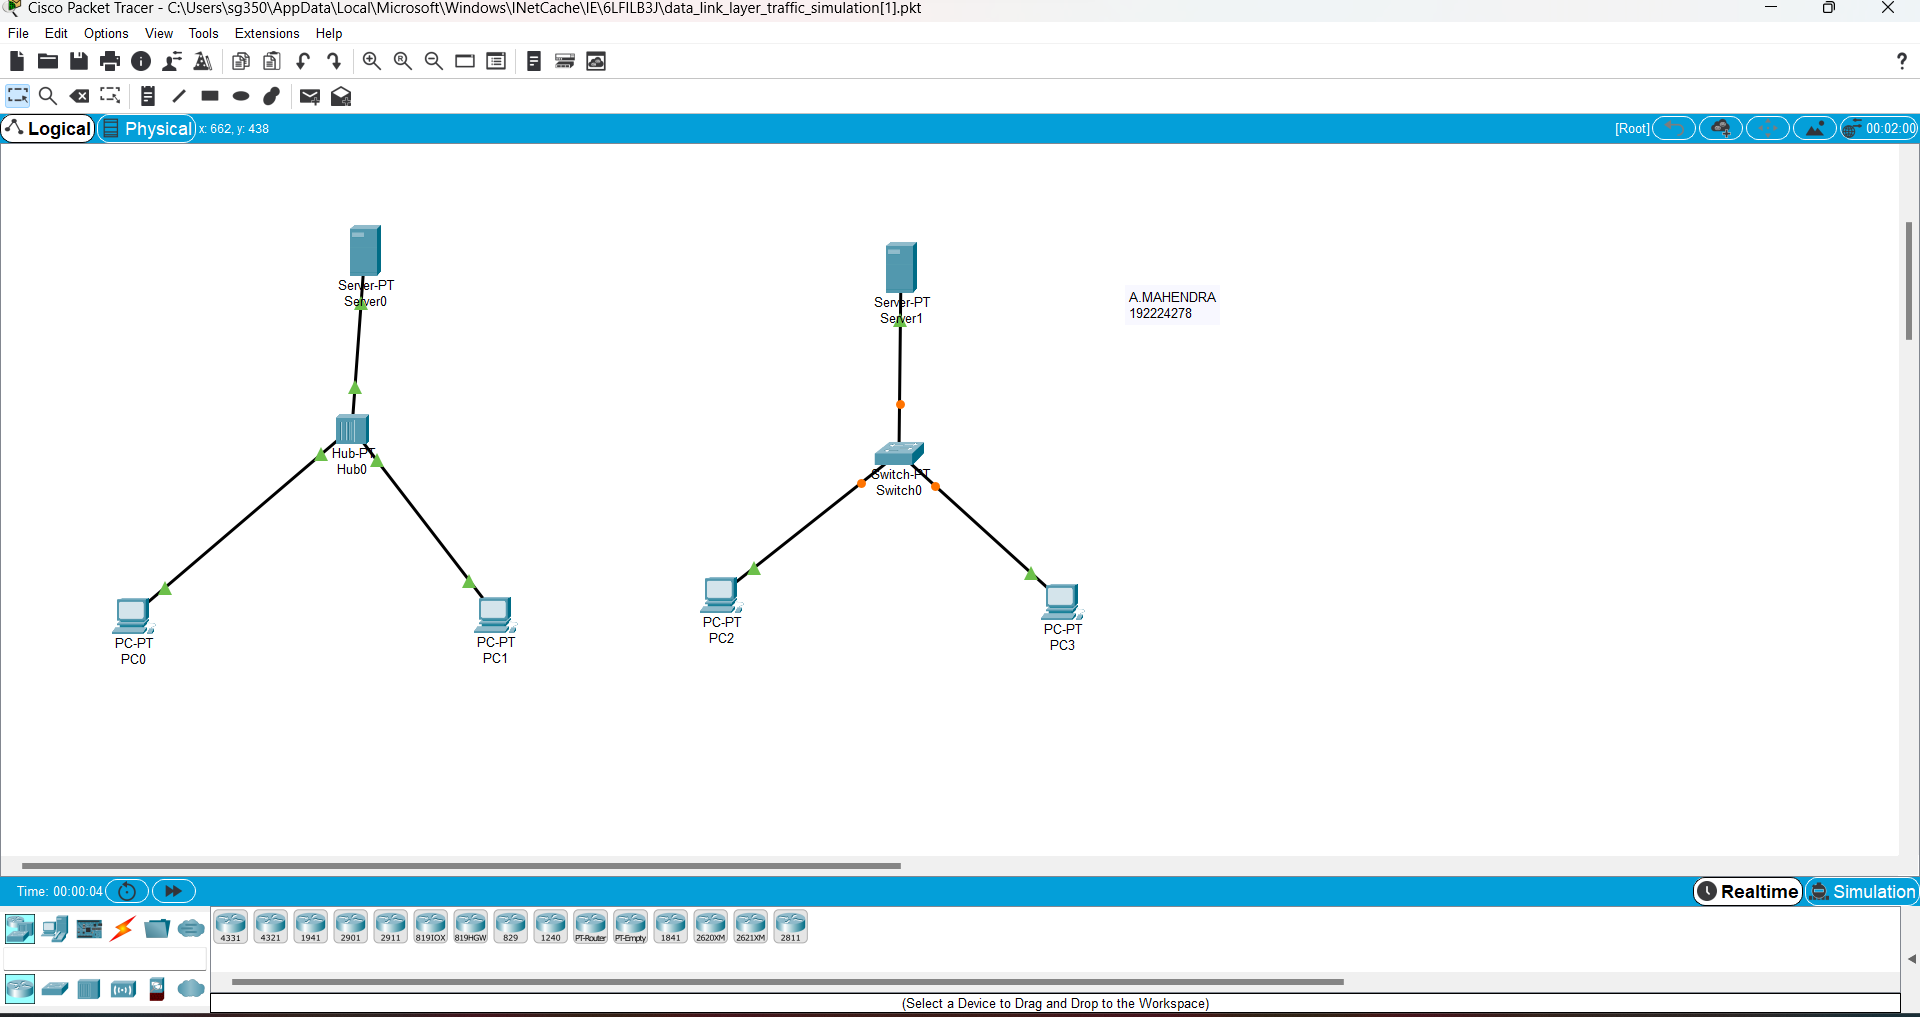 Cisco Packet Tracer - C:\Users\sg350\AppData\Local\Microsoft\Windows\INetCache\IE\6LFILB3J\data_link_layer_traffic_simulation[1].pkt
File Edit Options View Tools Extensions Help
?
Logical Physical x: 662, y: 438 [Root] 00:02:00
Server-PT
Server0
Server-PT
Server1
A.MAHENDRA
192224278
Hub-PT
Hub0
Switch-PT
Switch0
PC-PT
PC0
PC-PT
PC1
PC-PT
PC2
PC-PT
PC3
Time: 00:00:04 Realtime Simulation
4331 4321 1941 2901 2911 819IOX 819HGW 829 1240 PT-Router PT-Empty 1841 2620XM 2621XM 2811
(Select a Device to Drag and Drop to the Workspace)